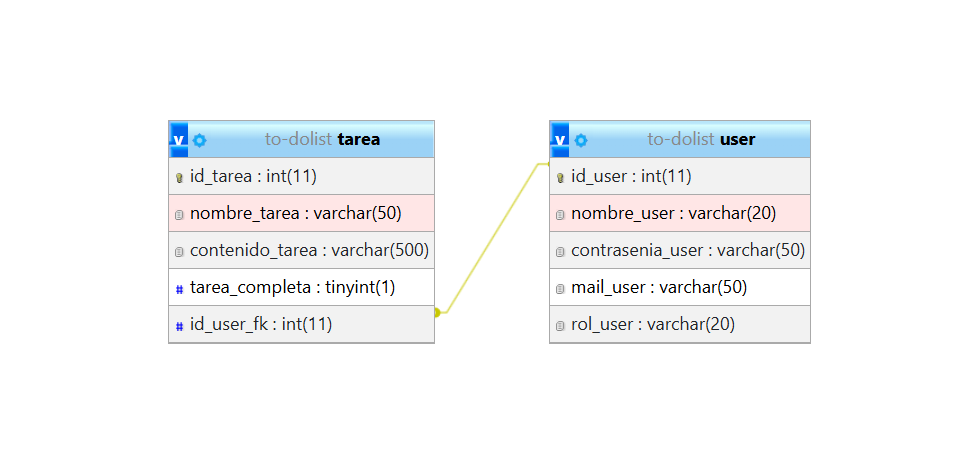 v to-dolist tarea
id_tarea : int(11)
nombre_tarea : varchar(50)
contenido_tarea : varchar(500)
# tarea_completa : tinyint(1)
# id_user_fk : int(11)
v to-dolist user
id_user : int(11)
nombre_user : varchar(20)
contrasenia_user : varchar(50)
mail_user : varchar(50)
rol_user : varchar(20)